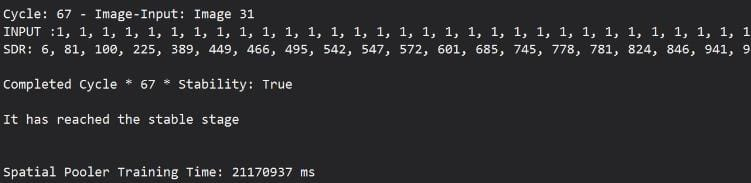 Cycle: 67 - Image-Input: Image 31
INPUT :1, 1, 1, 1, 1, 1, 1, 1, 1, 1, 1, 1, 1, 1, 1, 1, 1, 1, 1, 1, 1, 1, 1, 1, 1, 1, 1, 1, 1, 1, 1
SDR: 6, 81, 100, 225, 389, 449, 466, 495, 542, 547, 572, 601, 685, 745, 778, 781, 824, 846, 941, 9
Completed Cycle * 67 * Stability: True
It has reached the stable stage
Spatial Pooler Training Time: 21170937 ms